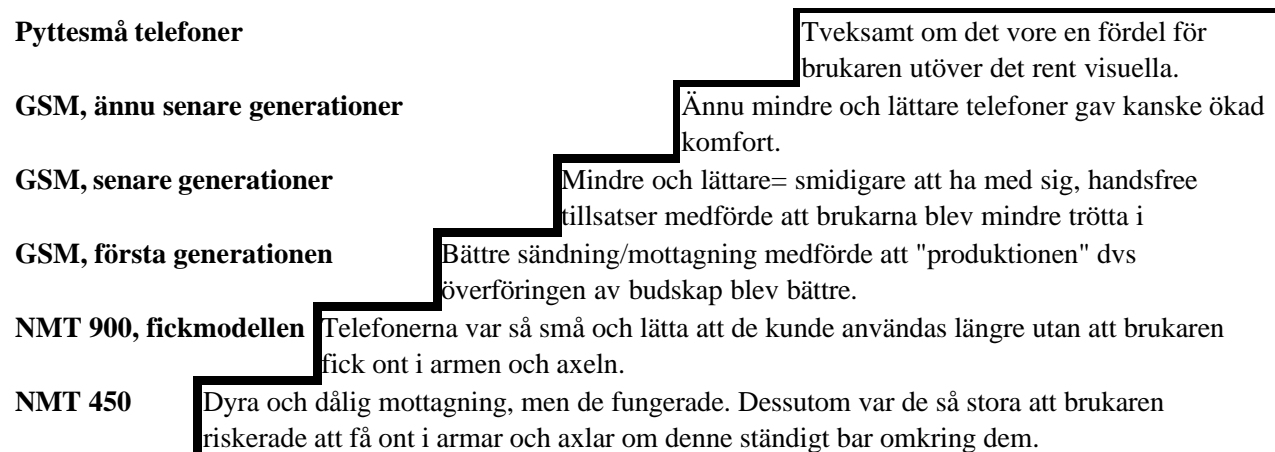 Pyttesmå telefoner Tveksamt om det vore en fördel för
brukaren utöver det rent visuella.
GSM, ännu senare generationer Ännu mindre och lättare telefoner gav kanske ökad
komfort.
GSM, senare generationer Mindre och lättare= smidigare att ha med sig, handsfree
tillsatser medförde att brukarna blev mindre trötta i
GSM, första generationen Bättre sändning/mottagning medförde att "produktionen" dvs
överföringen av budskap blev bättre.
NMT 900, fickmodellen Telefonerna var så små och lätta att de kunde användas längre utan att brukaren
fick ont i armen och axeln.
NMT 450 Dyra och dålig mottagning, men de fungerade. Dessutom var de så stora att brukaren
riskerade att få ont i armar och axlar om denne ständigt bar omkring dem.